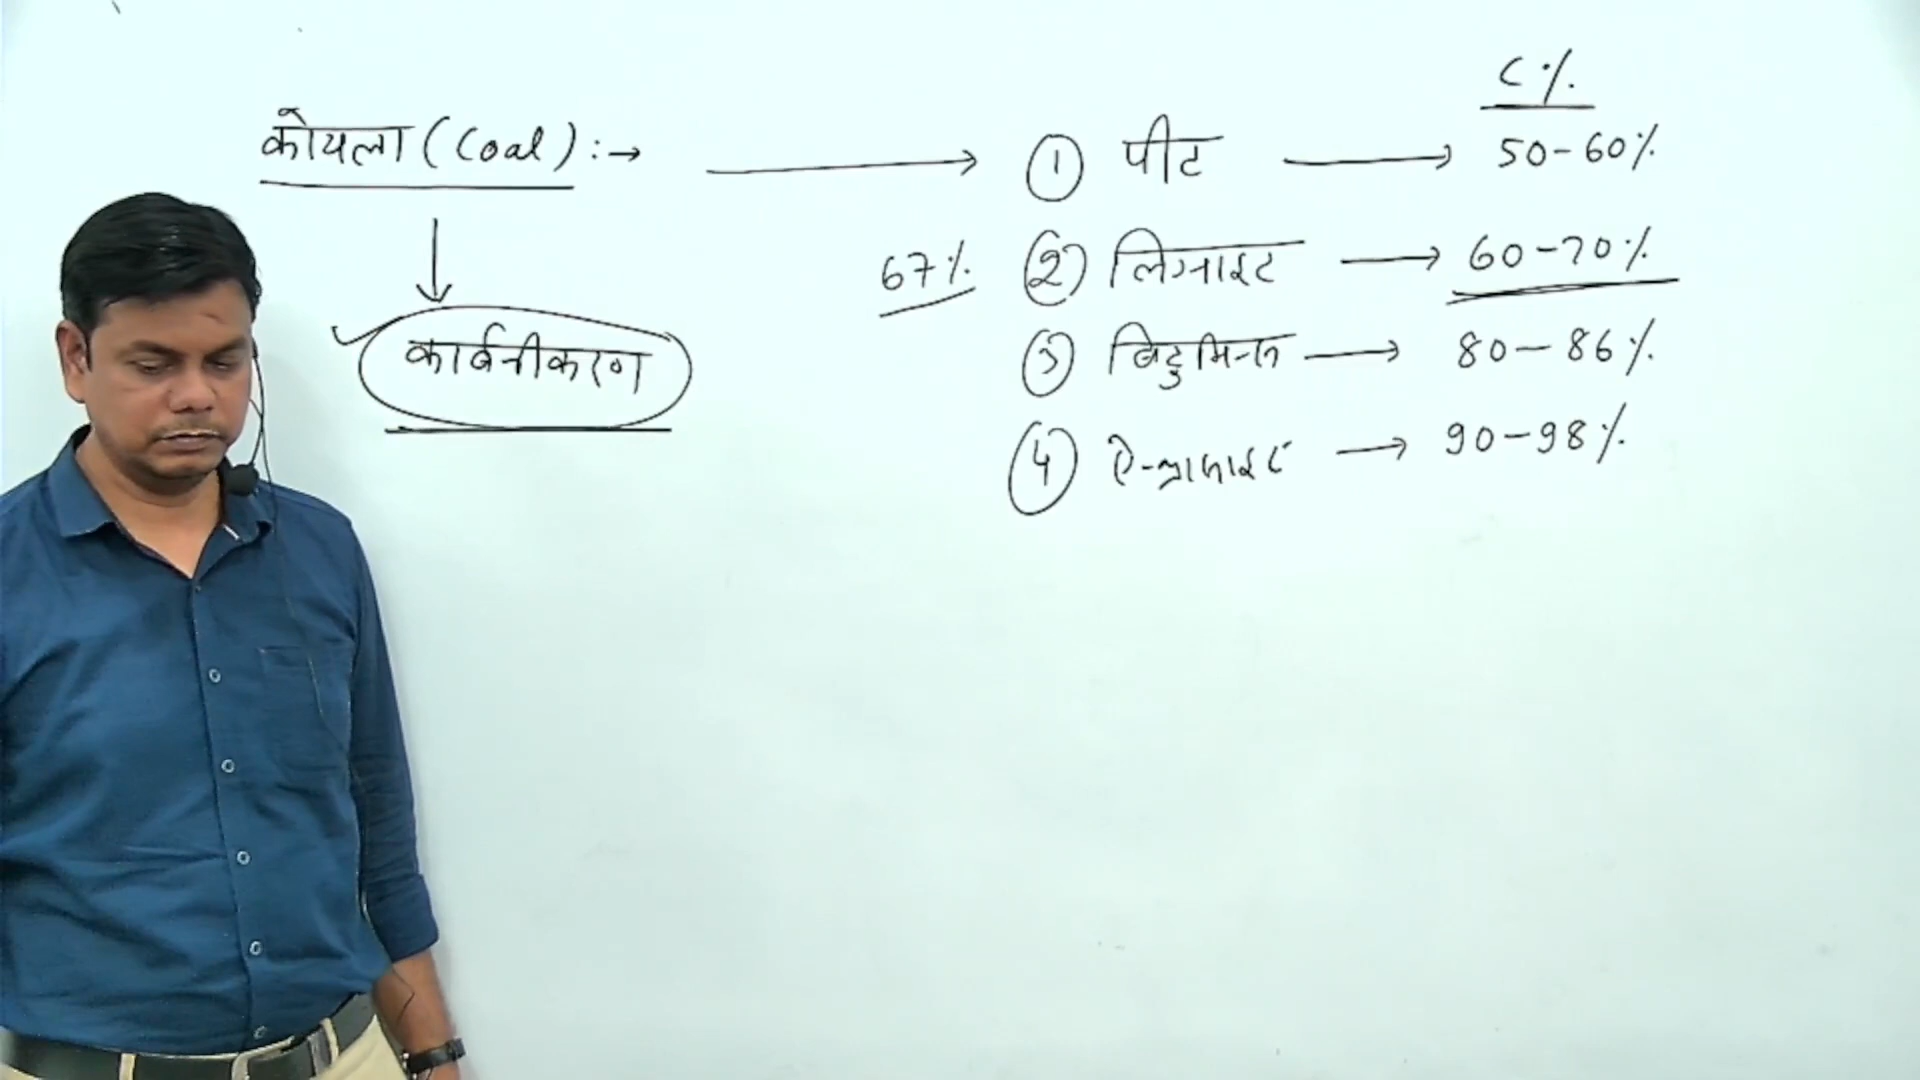 कोयला (Coal) :→
कार्बनीकरण
C %
① पीट → 50-60%
67% ② लिग्नाइट → 60-70%
③ बिटुमिनस → 80-86%
④ ऐन्थ्रासाइट → 90-98%